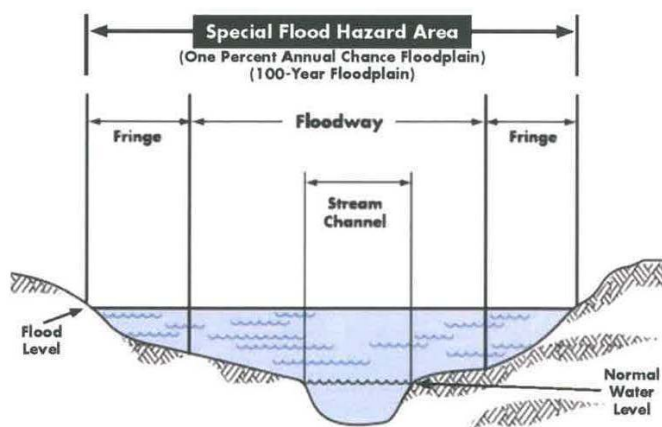 Special Flood Hazard Area
(One Percent Annual Chance Floodplain)
(100-Year Floodplain)
Fringe
Floodway
Fringe
Stream
Channel
Flood
Level
Normal
Water
Level